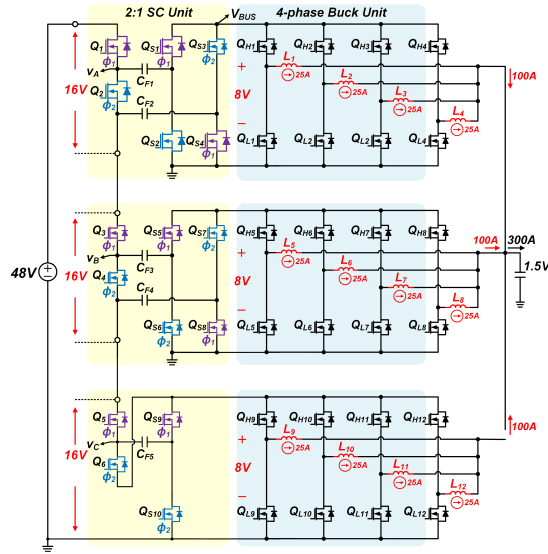 2:1 SC Unit
V_BUS
4-phase Buck Unit
Q1
ϕ1
QS1
ϕ1
QS3
ϕ2
QH1
QH2
QH3
QH4
L1
25A
100A
vA
CF1
16V
Q2
ϕ2
CF2
+
8V
−
L2
25A
L3
25A
L4
25A
QS2
ϕ2
QS4
ϕ1
QL1
QL2
QL3
QL4
48V
Q3
ϕ1
QS5
ϕ1
QS7
ϕ2
QH5
QH6
QH7
QH8
L5
25A
100A
300A
vB
CF3
16V
Q4
ϕ2
CF4
+
8V
−
L6
25A
L7
25A
L8
25A
1.5V
QS6
ϕ2
QS8
ϕ1
QL5
QL6
QL7
QL8
Q5
ϕ1
QS9
ϕ1
QH9
QH10
QH11
QH12
L9
25A
100A
vC
CF5
16V
Q6
ϕ2
+
8V
−
L10
25A
L11
25A
L12
25A
QS10
ϕ2
QL9
QL10
QL11
QL12